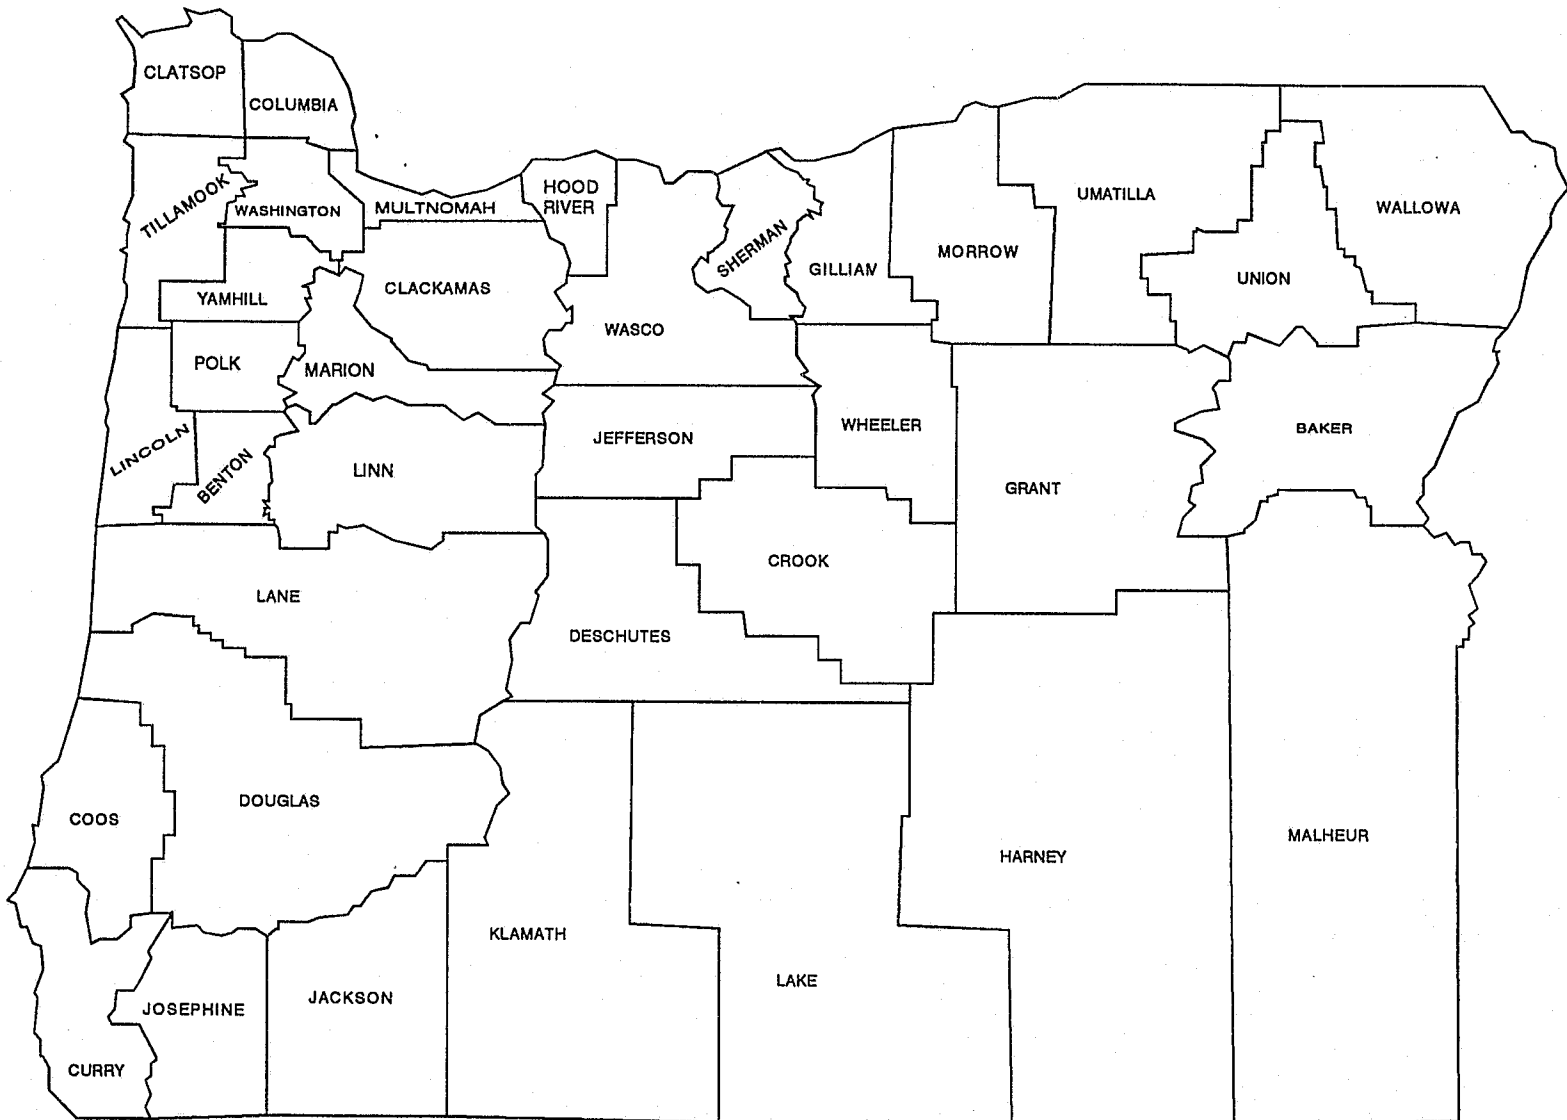 CLATSOP
COLUMBIA
TILLAMOOK
WASHINGTON
MULTNOMAH
HOOD
RIVER
SHERMAN
GILLIAM
MORROW
UMATILLA
UNION
WALLOWA
YAMHILL
CLACKAMAS
WASCO
POLK
MARION
LINCOLN
BENTON
LINN
JEFFERSON
WHEELER
GRANT
BAKER
LANE
DESCHUTES
CROOK
COOS
DOUGLAS
KLAMATH
LAKE
HARNEY
MALHEUR
CURRY
JOSEPHINE
JACKSON